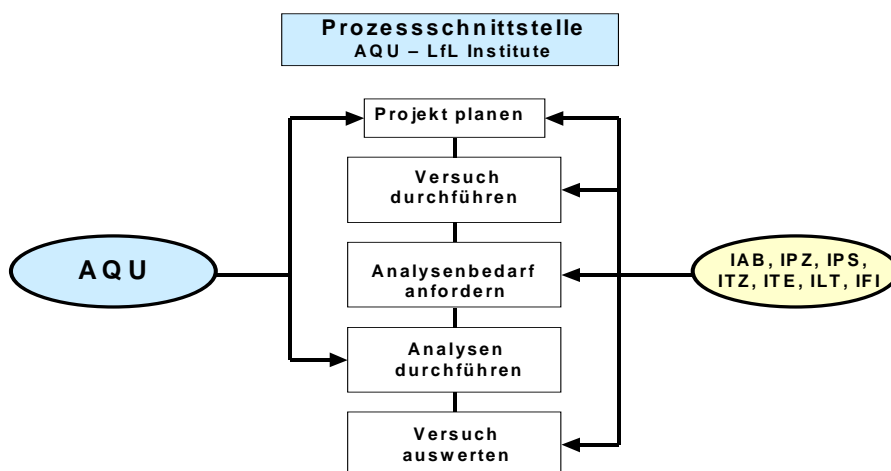 Prozessschnittstelle
AQU – LfL Institute
Projekt planen
Versuch
durchführen
AQU
Analysenbedarf
anfordern
IAB, IPZ, IPS,
ITZ, ITE, ILT, IFI
Analysen
durchführen
Versuch
auswerten